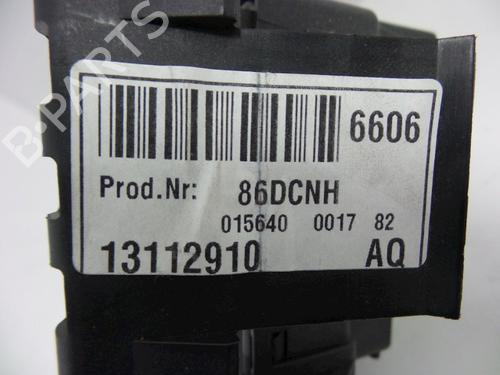 B-PARTS
6606
Prod.Nr: 86DCNH
015640 0017 82
13112910 AQ